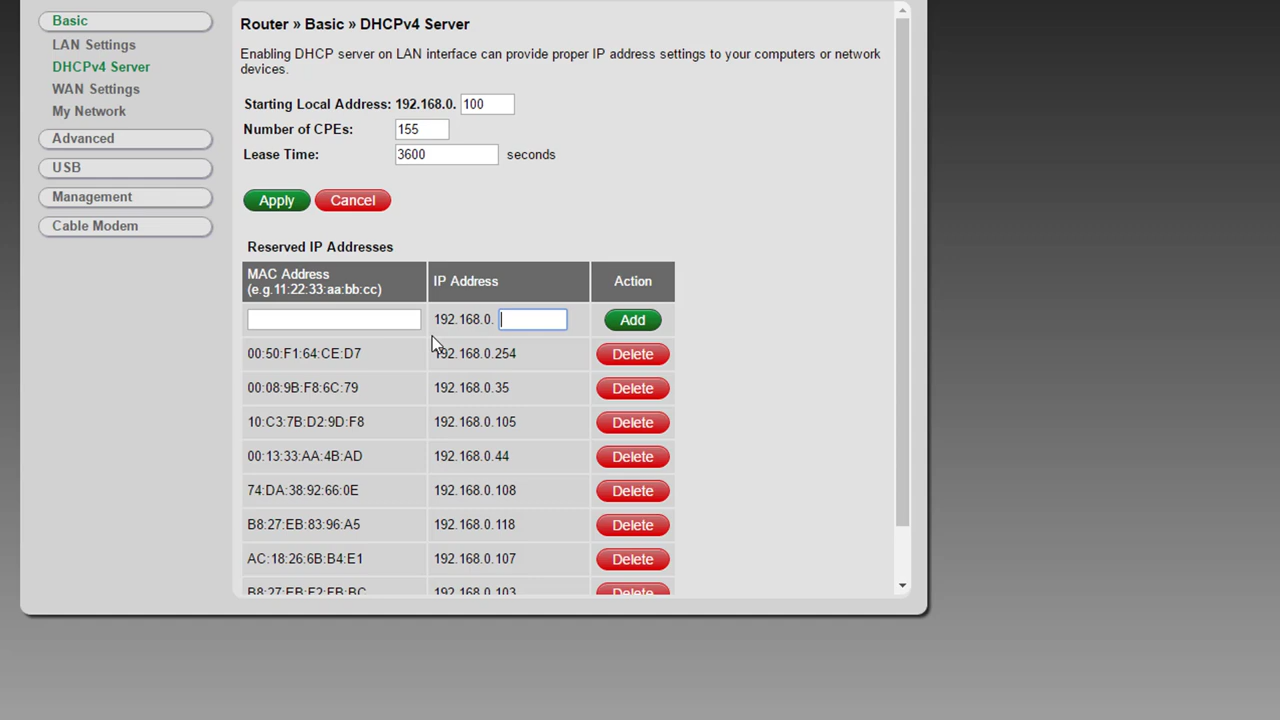 Basic
LAN Settings
DHCPv4 Server
WAN Settings
My Network
Advanced
USB
Management
Cable Modem
Router » Basic » DHCPv4 Server
Enabling DHCP server on LAN interface can provide proper IP address settings to your computers or network
devices.
Starting Local Address: 192.168.0. 100
Number of CPEs: 155
Lease Time: 3600 seconds
Apply Cancel
Reserved IP Addresses
MAC Address
(e.g.11:22:33:aa:bb:cc) IP Address Action
192.168.0. Add
00:50:F1:64:CE:D7 192.168.0.254 Delete
00:08:9B:F8:6C:79 192.168.0.35 Delete
10:C3:7B:D2:9D:F8 192.168.0.105 Delete
00:13:33:AA:4B:AD 192.168.0.44 Delete
74:DA:38:92:66:0E 192.168.0.108 Delete
B8:27:EB:83:96:A5 192.168.0.118 Delete
AC:18:26:6B:B4:E1 192.168.0.107 Delete
192.168.0.103 Delete